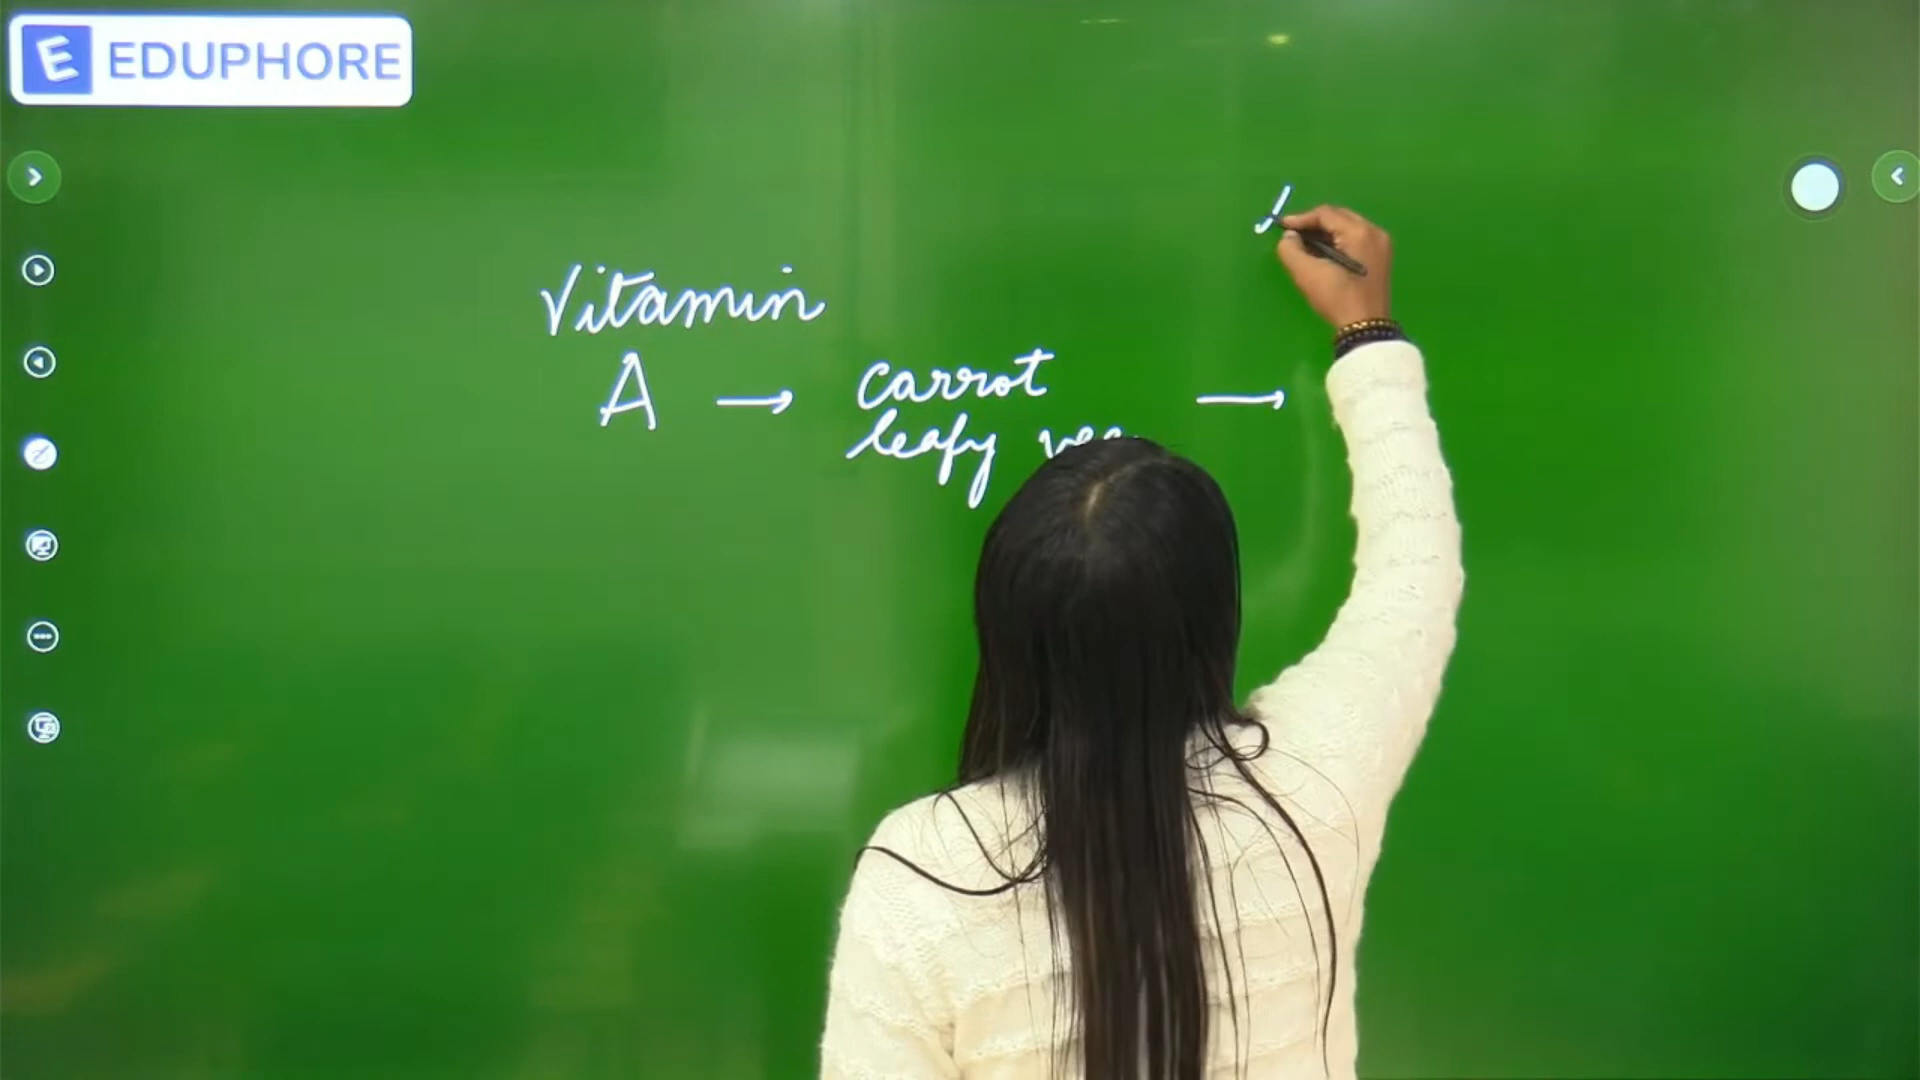 EDUPHORE
Vitamin
A → carrot →
leafy